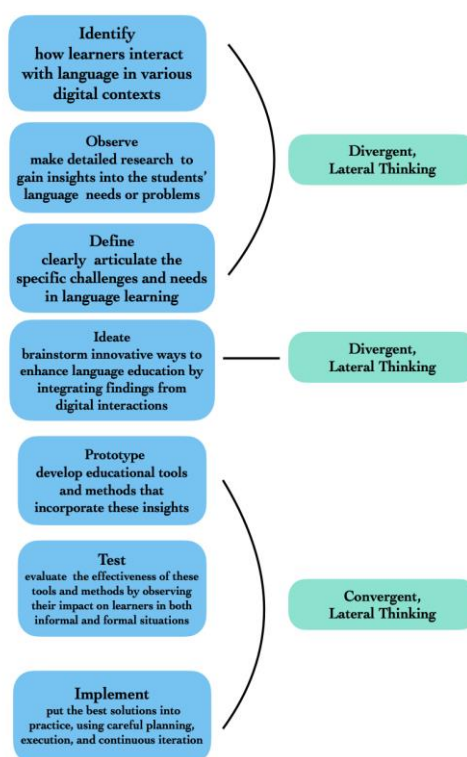 Identify
how learners interact
with language in various
digital contexts
Observe
make detailed research to
gain insights into the students'
language needs or problems
Divergent,
Lateral Thinking
Define
clearly articulate the
specific challenges and needs
in language learning
Ideate
brainstorm innovative ways to
enhance language education by
integrating findings from
digital interactions
Divergent,
Lateral Thinking
Prototype
develop educational tools
and methods that
incorporate these insights
Test
evaluate the effectiveness of these
tools and methods by observing
their impact on learners in both
informal and formal situations
Convergent,
Lateral Thinking
Implement
put the best solutions into
practice, using careful planning,
execution, and continuous iteration